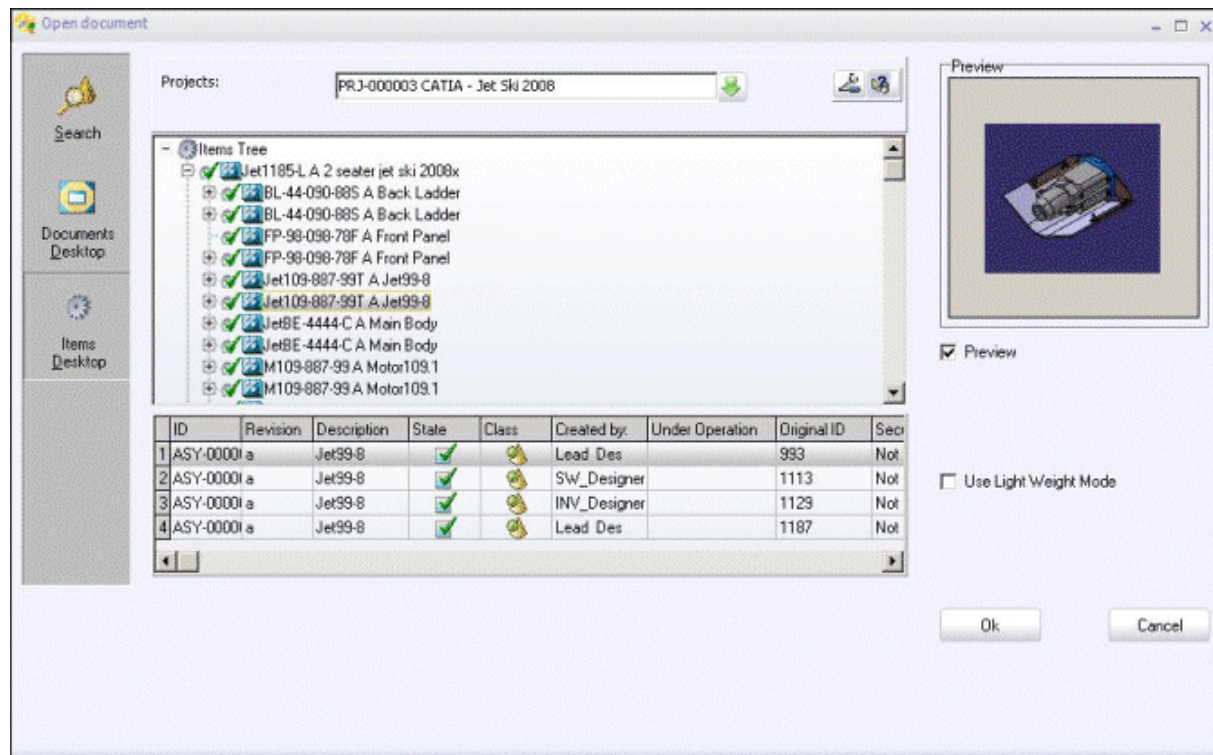 Open document
Search
Documents
Desktop
Items
Desktop
Projects:
PRJ-000003 CATIA - Jet Ski 2008
Items Tree
Jet1185-L A 2 seater jet ski 2008x
BL-44-090-88S A Back Ladder
BL-44-090-88S A Back Ladder
FP-98-098-78F A Front Panel
FP-98-098-78F A Front Panel
Jet109-887-99T A Jet99-8
Jet109-887-99T A Jet99-8
JetBE-4444-C A Main Body
JetBE-4444-C A Main Body
M109-887-99 A Motor109.1
M109-887-99 A Motor109.1
ID Revision Description State Class Created by: Under Operation Original ID
1 ASY-0000 a Jet99-8 Lead Des 993 Not
2 ASY-0000 a Jet99-8 SW_Designer 1113 Not
3 ASY-0000 a Jet99-8 INV_Designer 1129 Not
4 ASY-0000 a Jet99-8 Lead Des 1187 Not
Preview
Preview
Use Light Weight Mode
Ok Cancel